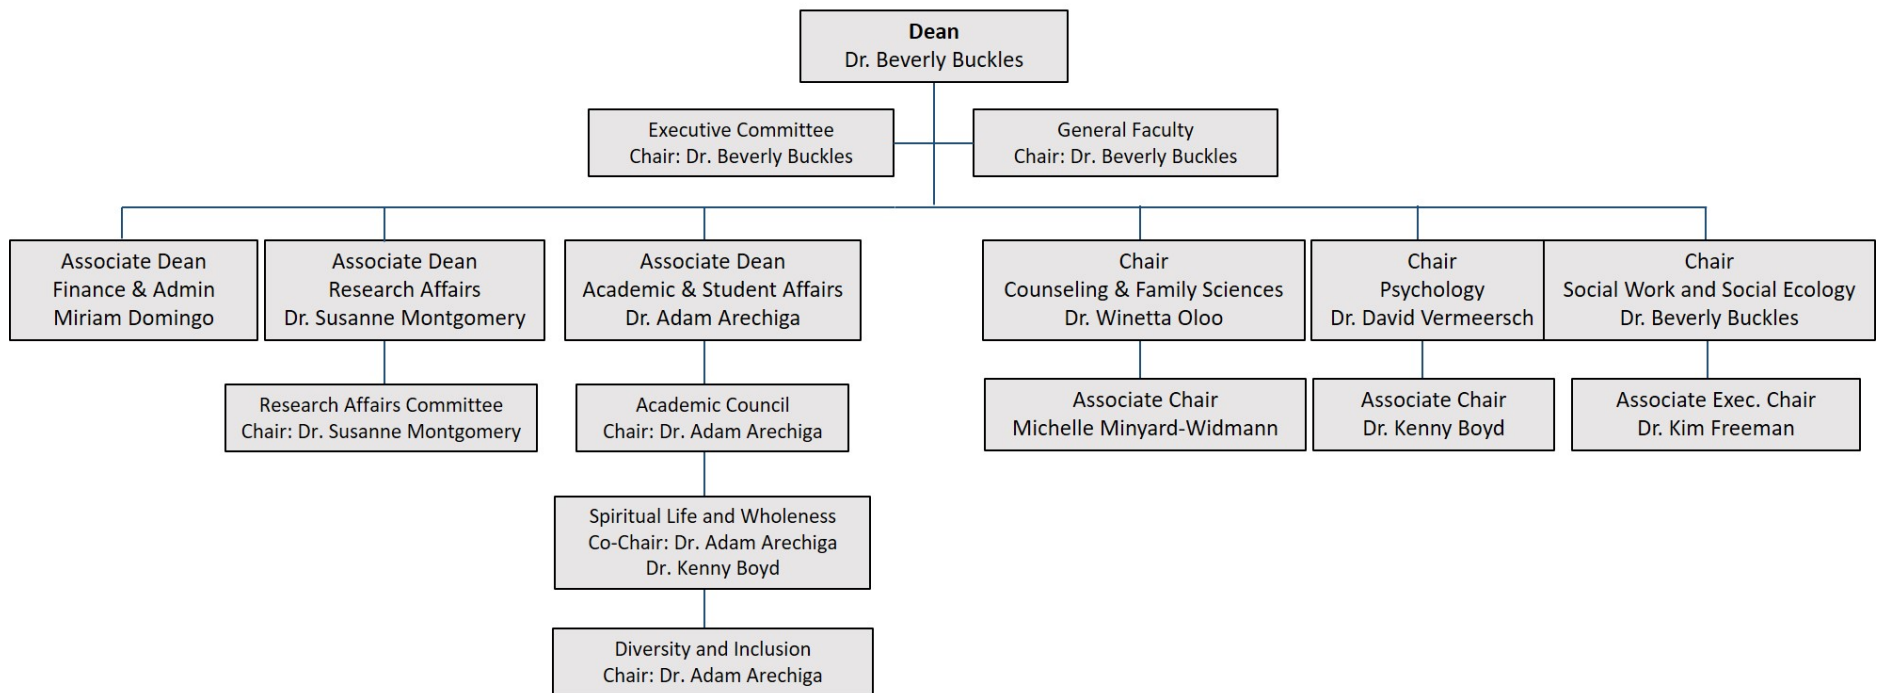 Dean
Dr. Beverly Buckles
Executive Committee
Chair: Dr. Beverly Buckles
General Faculty
Chair: Dr. Beverly Buckles
Associate Dean
Finance & Admin
Miriam Domingo
Associate Dean
Research Affairs
Dr. Susanne Montgomery
Associate Dean
Academic & Student Affairs
Dr. Adam Arechiga
Chair
Counseling & Family Sciences
Dr. Winetta Oloo
Chair
Psychology
Dr. David Vermeersch
Chair
Social Work and Social Ecology
Dr. Beverly Buckles
Research Affairs Committee
Chair: Dr. Susanne Montgomery
Academic Council
Chair: Dr. Adam Arechiga
Associate Chair
Michelle Minyard-Widmann
Associate Chair
Dr. Kenny Boyd
Associate Exec. Chair
Dr. Kim Freeman
Spiritual Life and Wholeness
Co-Chair: Dr. Adam Arechiga
Dr. Kenny Boyd
Diversity and Inclusion
Chair: Dr. Adam Arechiga